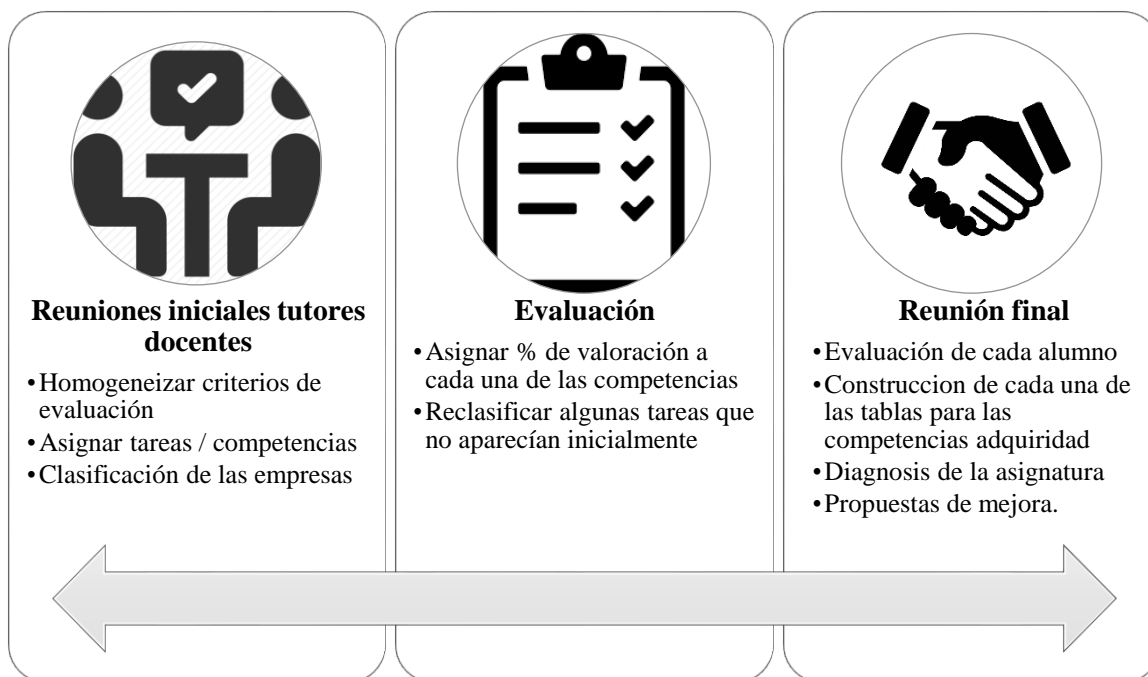 Reuniones iniciales tutores
docentes
•Homogeneizar criterios de
evaluación
•Asignar tareas / competencias
•Clasificación de las empresas
Evaluación
•Asignar % de valoración a
cada una de las competencias
•Reclasificar algunas tareas que
no aparecían inicialmente
Reunión final
•Evaluación de cada alumno
•Construccion de cada una de
las tablas para las
competencias adquiridad
•Diagnosis de la asignatura
•Propuestas de mejora.